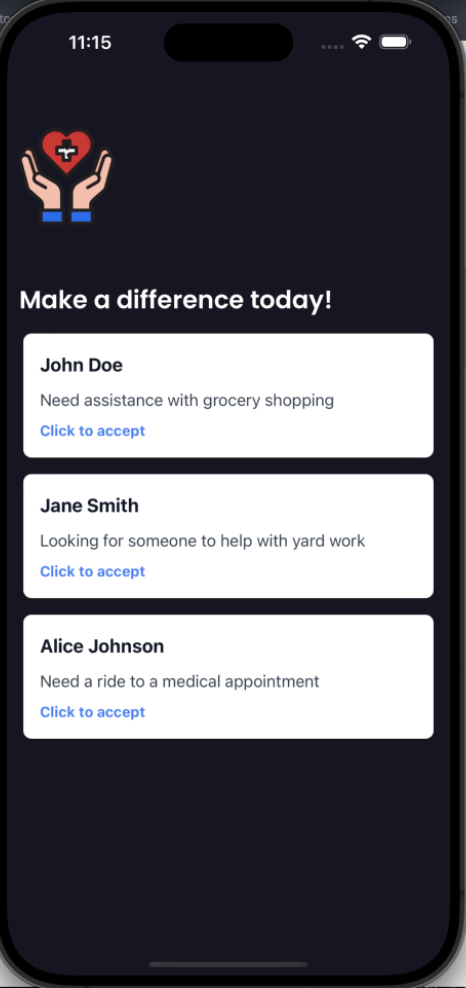 11:15
Make a difference today!
John Doe
Need assistance with grocery shopping
Click to accept
Jane Smith
Looking for someone to help with yard work
Click to accept
Alice Johnson
Need a ride to a medical appointment
Click to accept